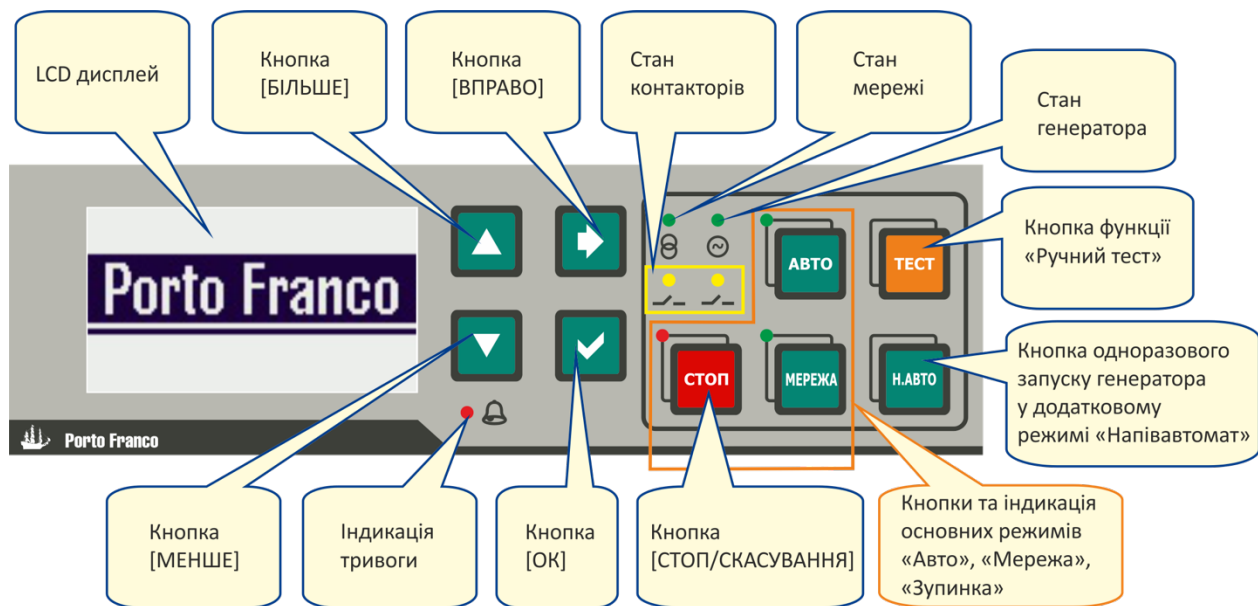 LCD дисплей
Кнопка
[БІЛЬШЕ]
Кнопка
[ВПРАВО]
Стан
контакторів
Стан
мережі
Стан
генератора
Porto Franco
АВТО
ТЕСТ
Кнопка функції
«Ручний тест»
СТОП
МЕРЕЖА
Н.АВТО
Кнопка одноразового
запуску генератора
у додатковому
режимі «Напівавтомат»
Porto Franco
Кнопка
[МЕНШЕ]
Індикація
тривоги
Кнопка
[ОК]
Кнопка
[СТОП/СКАСУВАННЯ]
Кнопки та індикація
основних режимів
«Авто», «Мережа»,
«Зупинка»